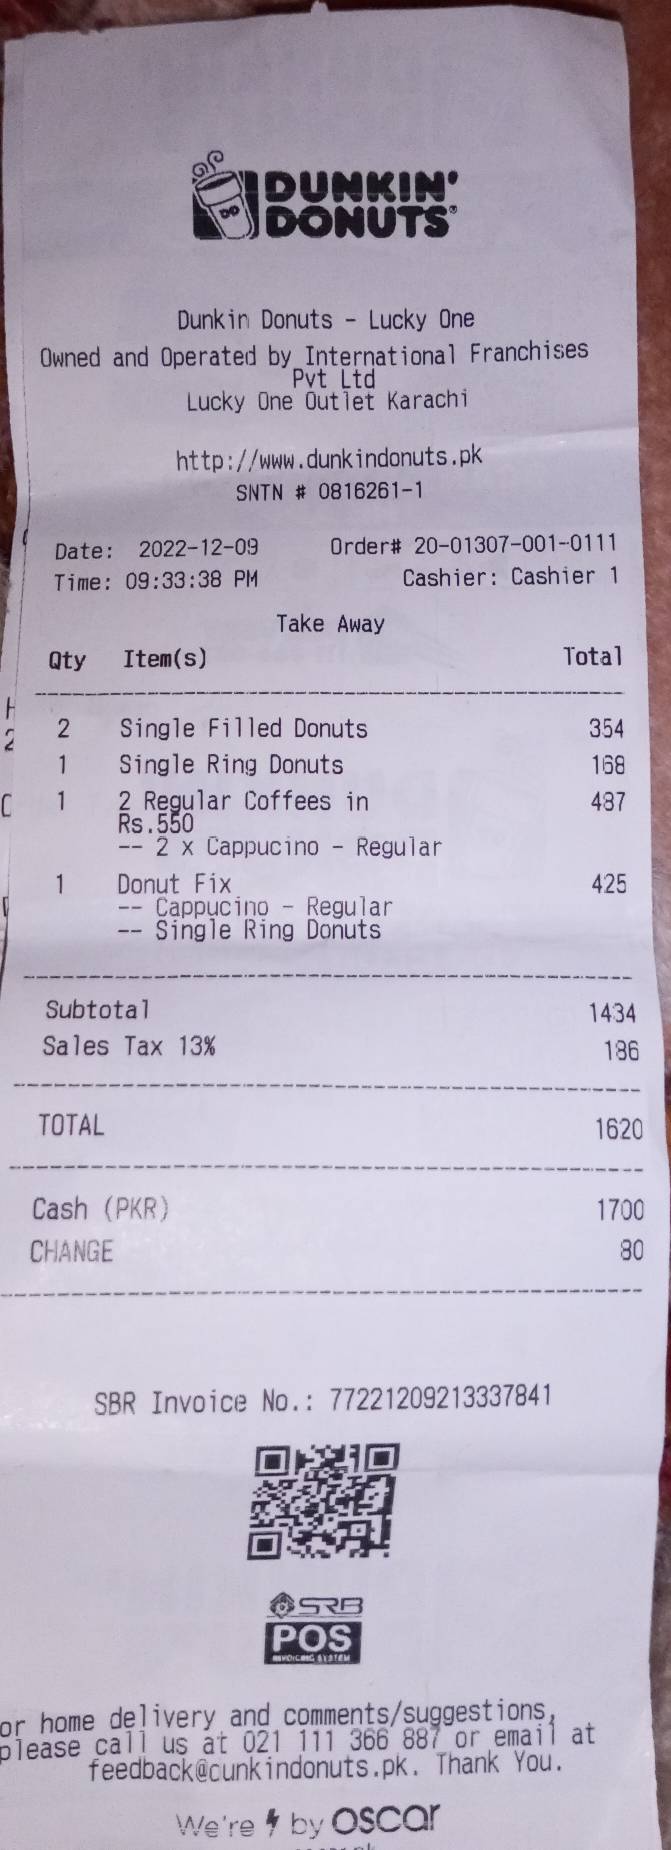 DUNKIN'
DONUTS®
Dunkin Donuts - Lucky One
Owned and Operated by International Franchises
Pvt Ltd
Lucky One Outlet Karachi
http://www.dunkindonuts.pk
SNTN # 0816261-1
Date: 2022-12-09 Order# 20-01307-001-0111
Time: 09:33:38 PM Cashier: Cashier 1
Take Away
Qty Item(s) Total
2 Single Filled Donuts 354
1 Single Ring Donuts 168
1 2 Regular Coffees in 487
Rs.550
-- 2 x Cappucino - Regular
1 Donut Fix 425
-- Cappucino - Regular
-- Single Ring Donuts
Subtotal 1434
Sales Tax 13% 186
TOTAL 1620
Cash (PKR) 1700
CHANGE 80
SBR Invoice No.: 77221209213337841
SRB
POS
INVOICING SYSTEM
or home delivery and comments/suggestions,
please call us at 021 111 366 887 or email at
feedback@cunkindonuts.pk. Thank You.
We're by oscar